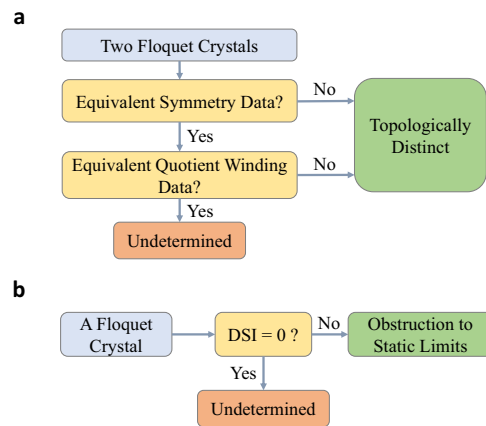 a
Two Floquet Crystals
Equivalent Symmetry Data?
No
Topologically
Distinct
Yes
Equivalent Quotient Winding
Data?
No
Yes
Undetermined
b
A Floquet
Crystal
DSI = 0 ?
No
Obstruction to
Static Limits
Yes
Undetermined